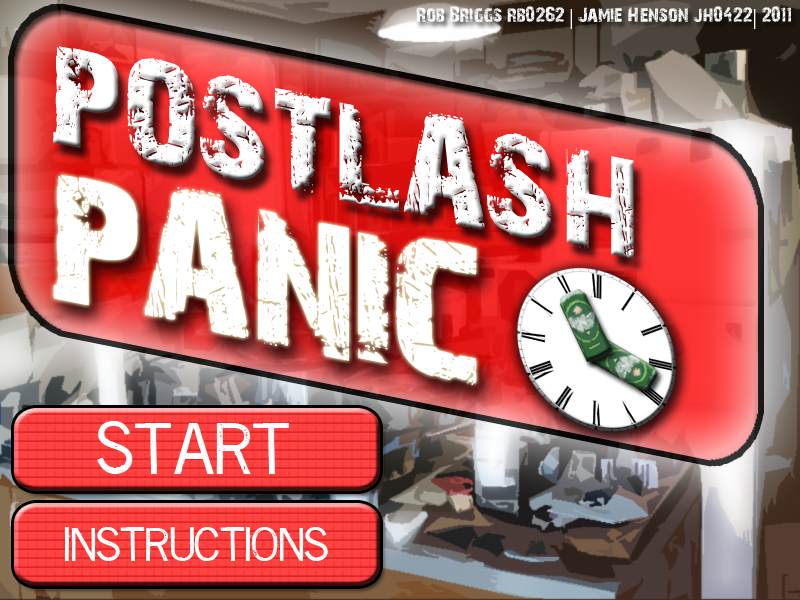 ROB BRIGGS RB0262 | JAMIE HENSON JH0422| 2011
POSTLASH
PANIC
START
INSTRUCTIONS